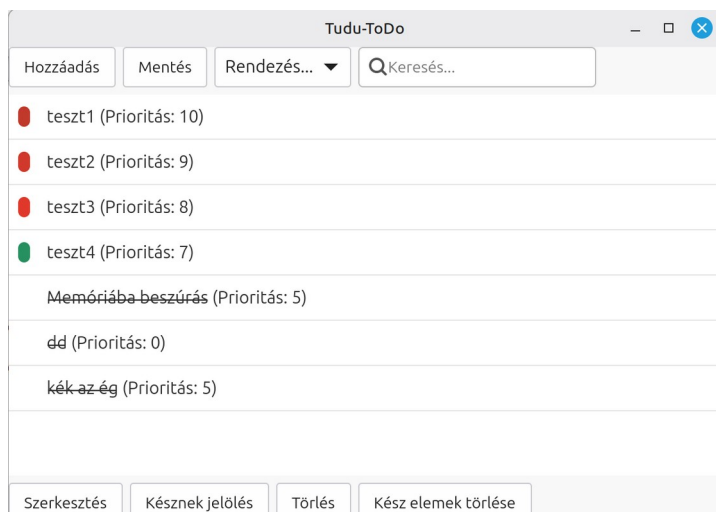 Tudu-ToDo
Hozzáadás Mentés Rendezés... Keresés...
teszt1 (Prioritás: 10)
teszt2 (Prioritás: 9)
teszt3 (Prioritás: 8)
teszt4 (Prioritás: 7)
Memóriába beszúrás (Prioritás: 5)
dd (Prioritás: 0)
kék az ég (Prioritás: 5)
Szerkesztés Késznek jelölés Törlés Kész elemek törlése